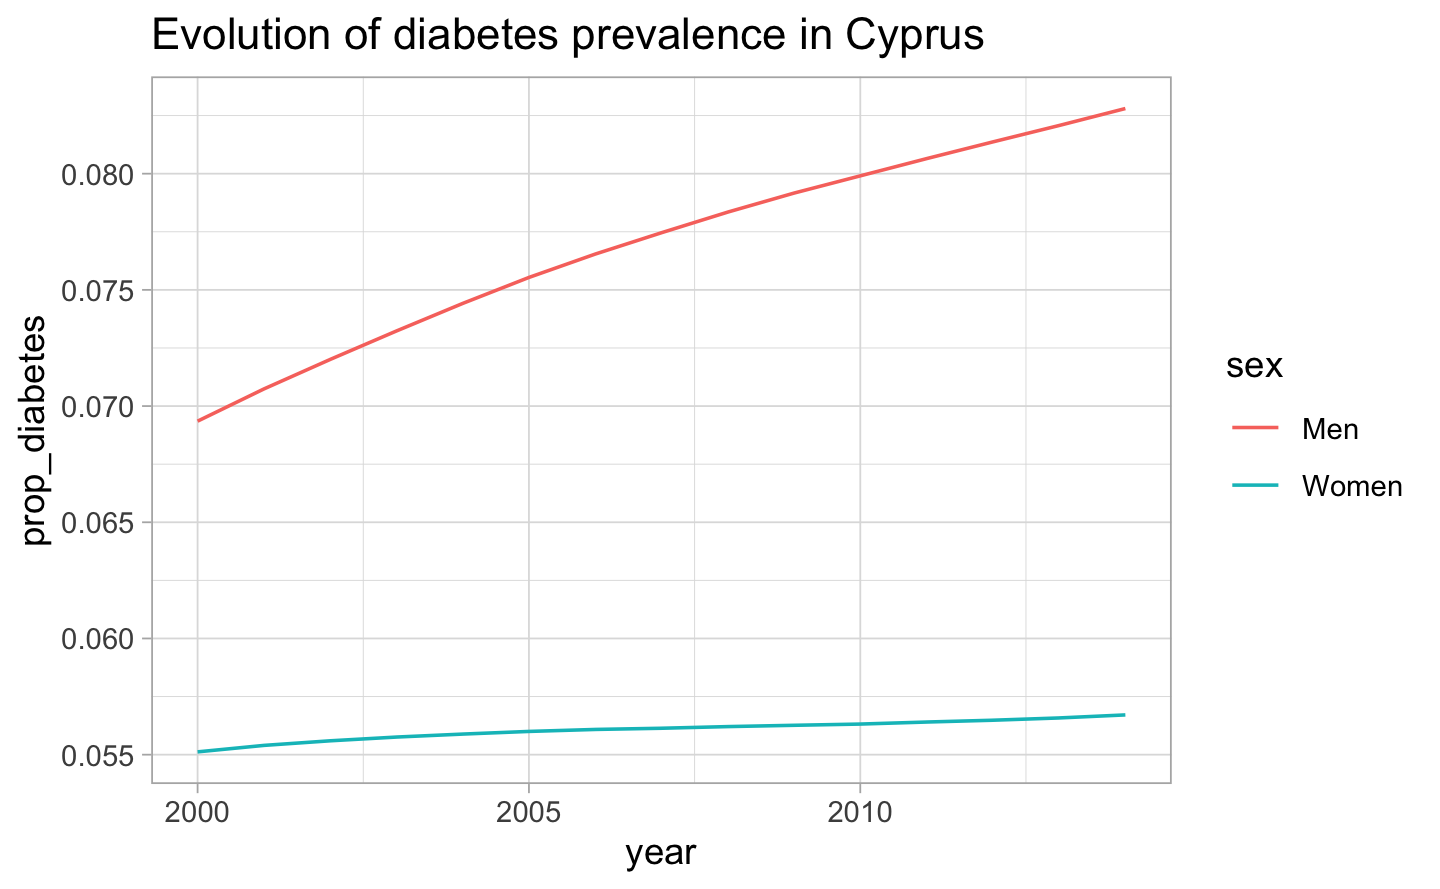 Evolution of diabetes prevalence in Cyprus
prop_diabetes
0.080
0.075
0.070
0.065
0.060
0.055
2000
2005
2010
year
sex
Men
Women